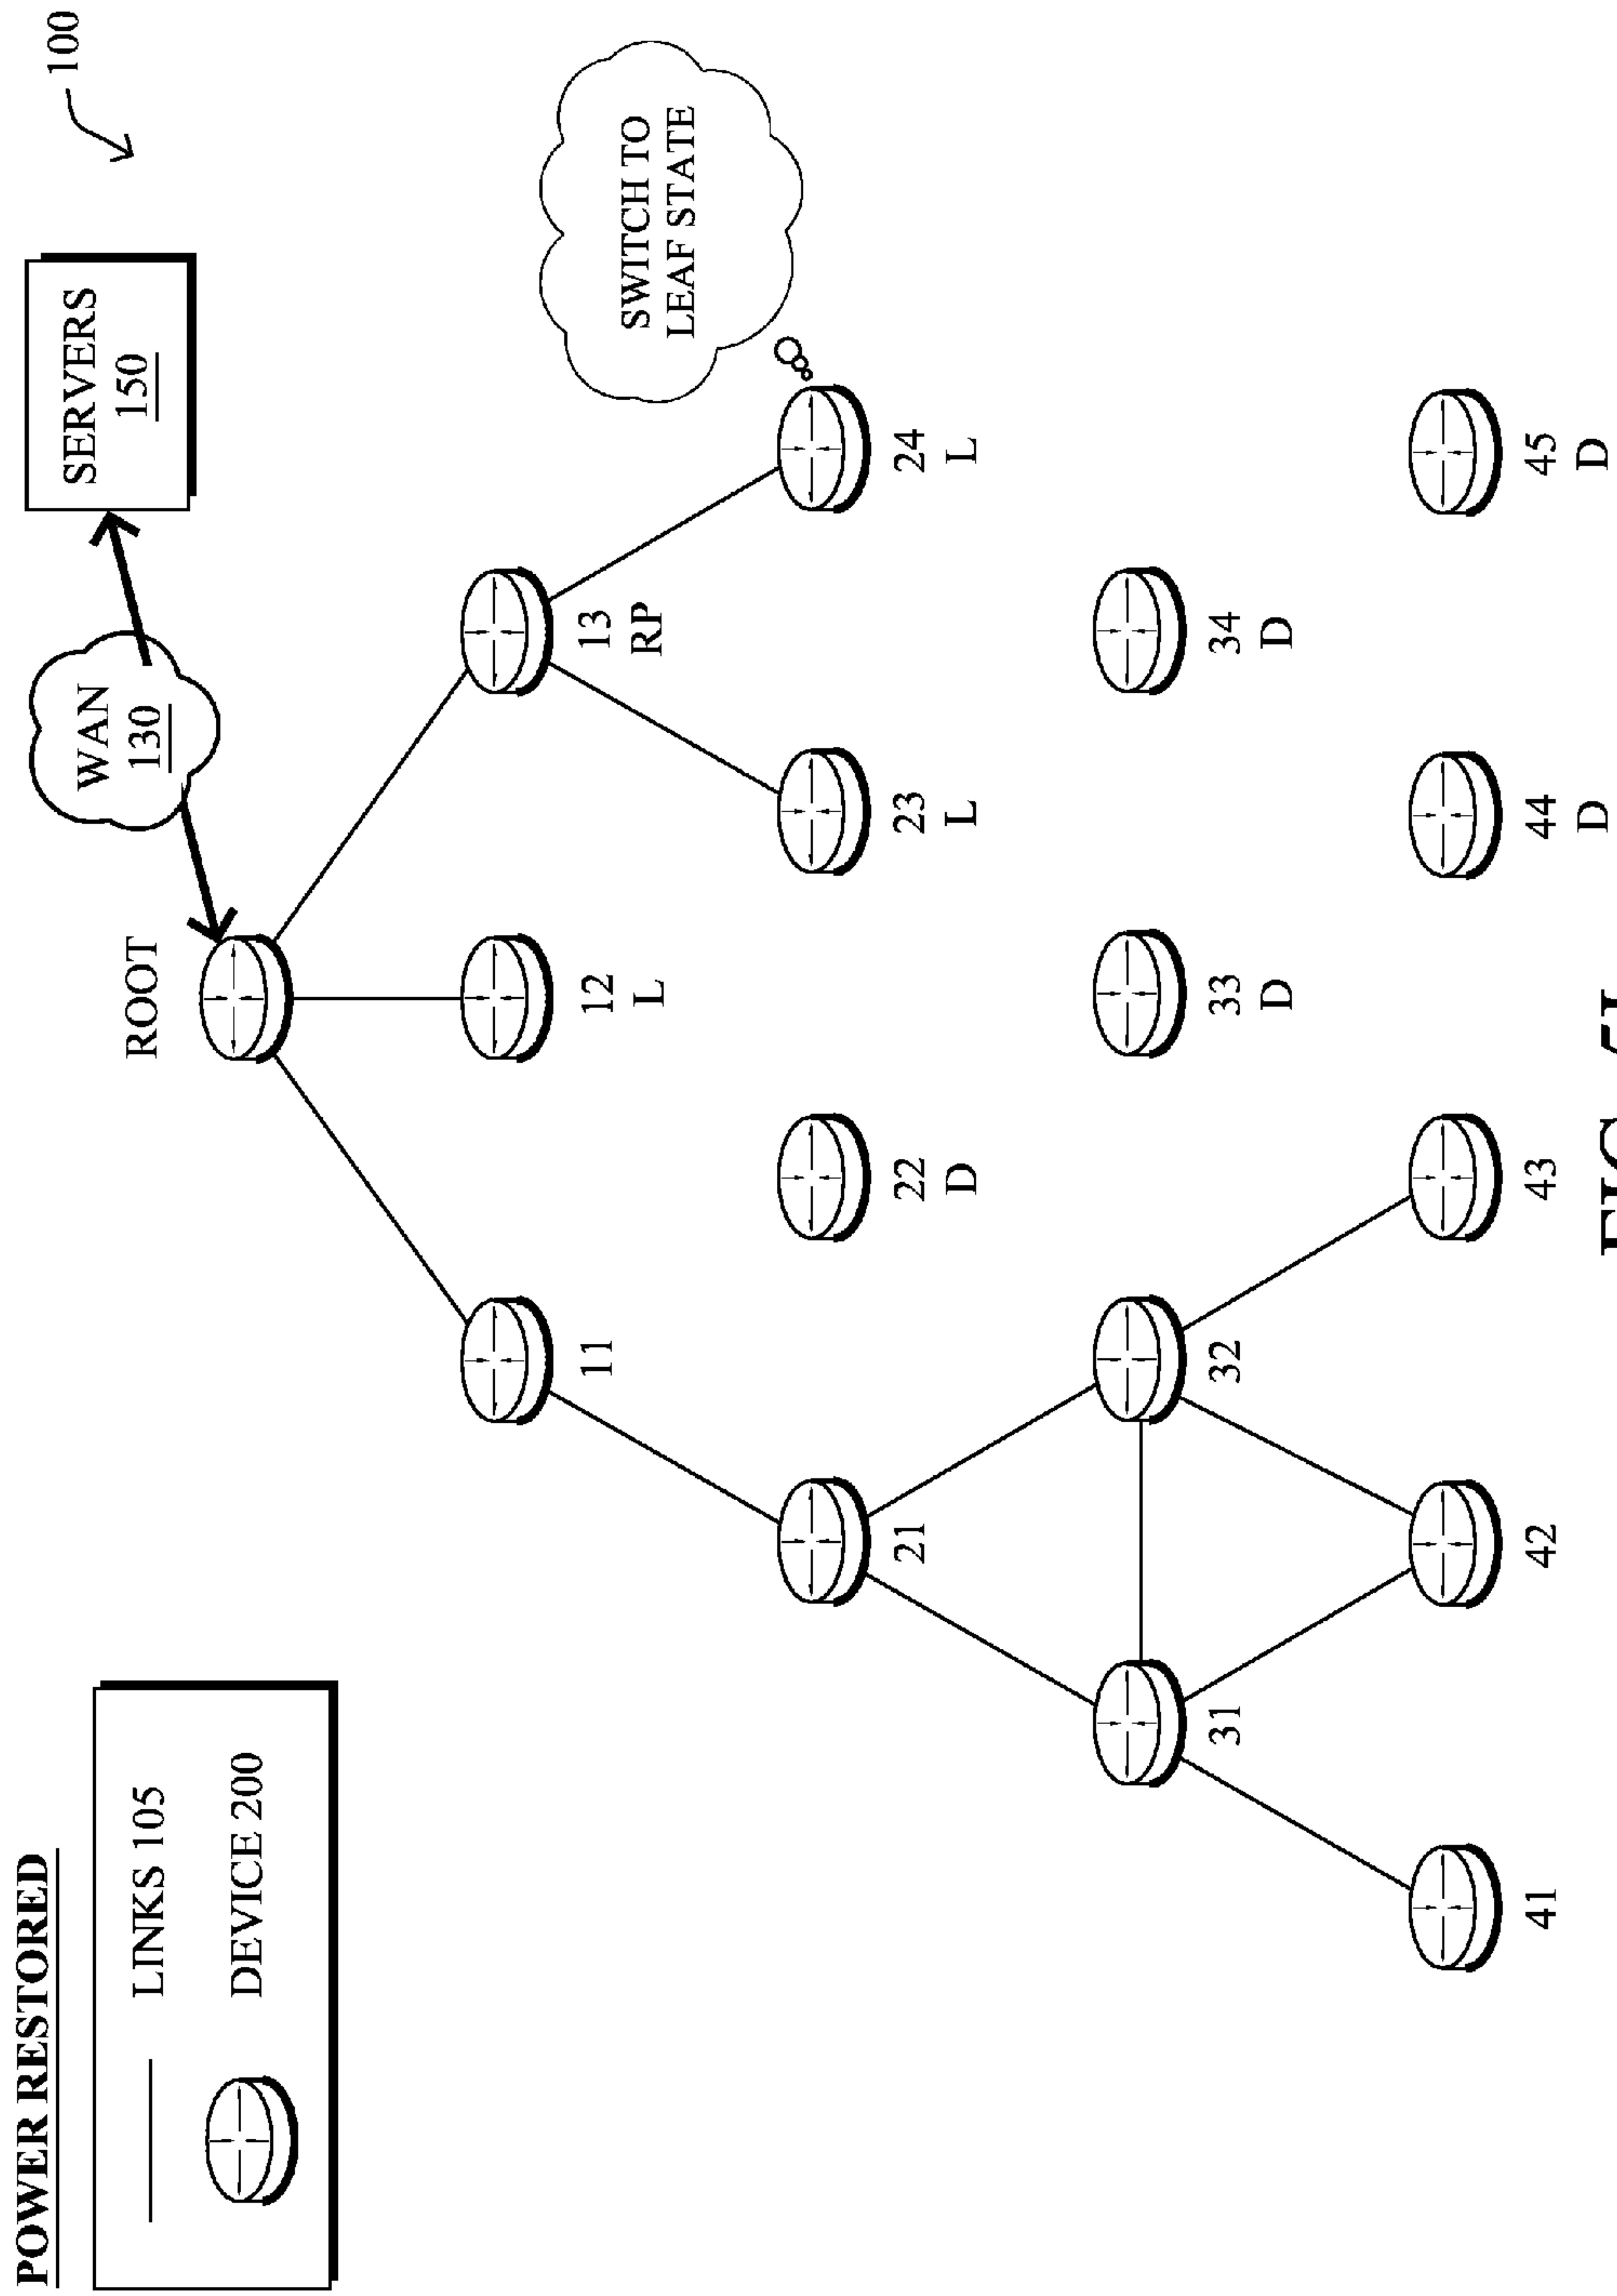 POWER RESTORED
LINKS 105
DEVICE 200
100
SERVERS
150
WAN
130
ROOT
11
12
L
13
RP
SWITCH TO
LEAF STATE
21
22
D
23
L
24
L
31
32
33
D
34
D
41
42
43
44
D
45
D